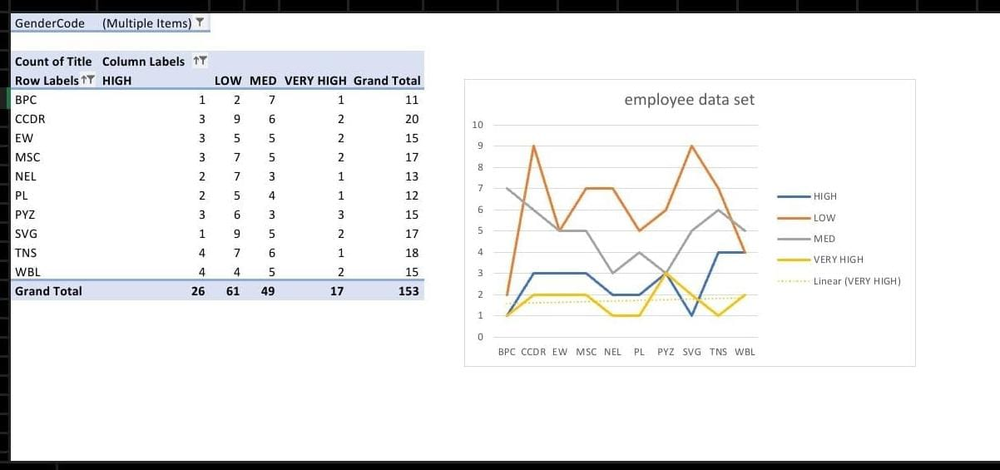 GenderCode (Multiple Items)
Count of Title Column Labels
Row Labels HIGH LOW MED VERY HIGH Grand Total
BPC 1 2 7 1 11
CCDR 3 9 6 2 20
EW 3 5 5 2 15
MSC 3 7 5 2 17
NEL 2 7 3 1 13
PL 2 5 4 1 12
PYZ 3 6 3 3 15
SVG 1 9 5 2 17
TNS 4 7 6 1 18
WBL 4 4 5 2 15
Grand Total 26 61 49 17 153
employee data set
10
9
8
7
6
5
4
3
2
1
0
BPC CCDR EW MSC NEL PL PYZ SVG TNS WBL
HIGH
LOW
MED
VERY HIGH
Linear (VERY HIGH)